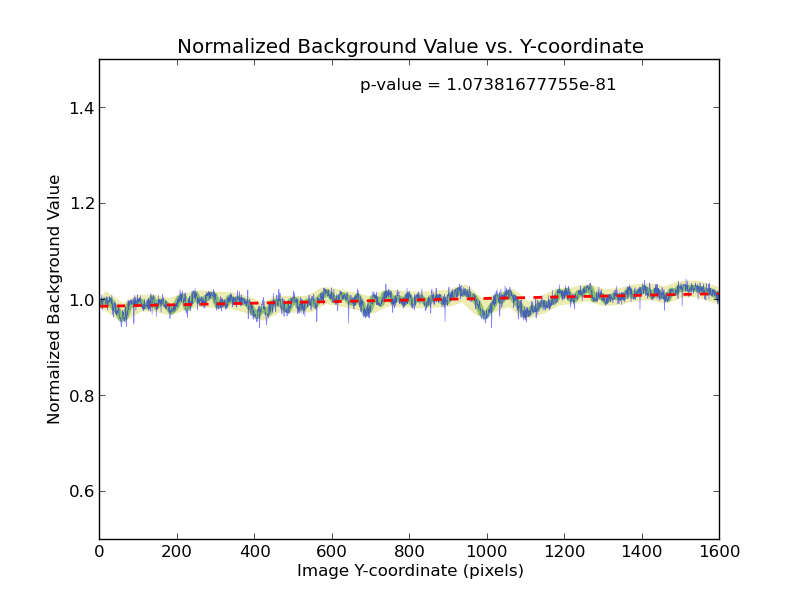 Normalized Background Value vs. Y-coordinate
p-value = 1.07381677755e-81
1.4
1.2
1.0
0.8
0.6
Normalized Background Value
0 200 400 600 800 1000 1200 1400 1600
Image Y-coordinate (pixels)